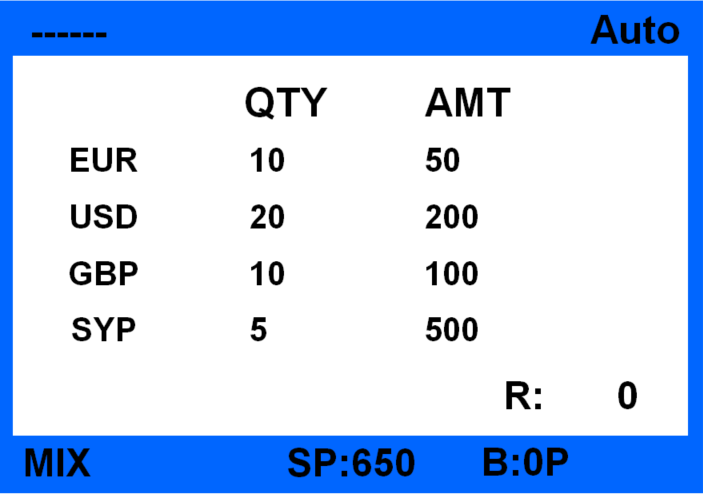 ------ Auto
QTY AMT
EUR 10 50
USD 20 200
GBP 10 100
SYP 5 500
R: 0
MIX SP:650 B:0P